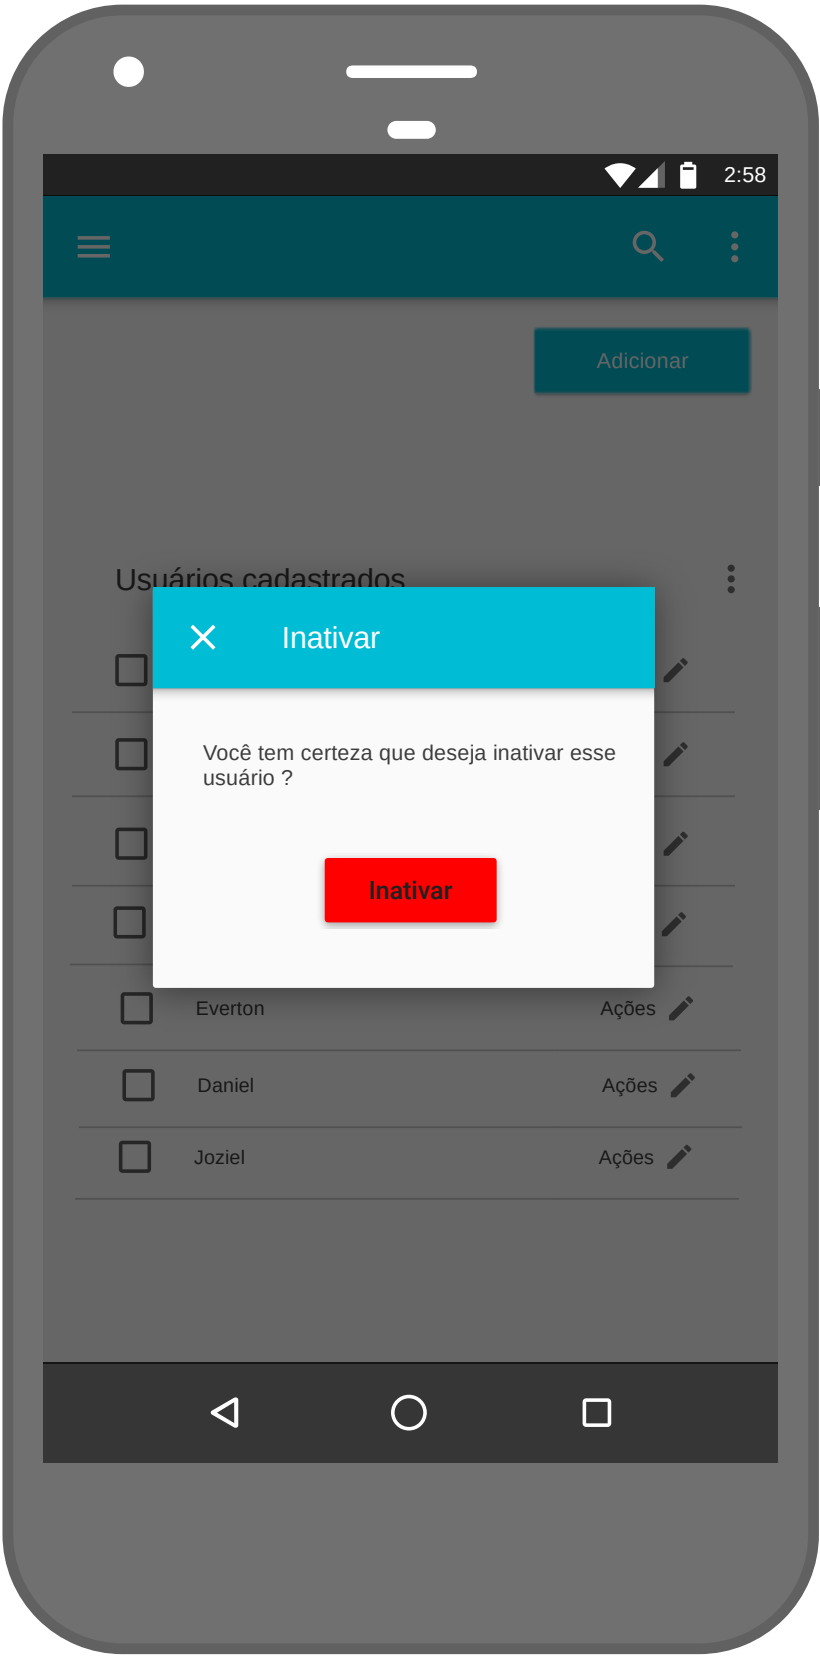 2:58
Adicionar
Usuários cadastrados
Inativar
Você tem certeza que deseja inativar esse
usuário ?
Inativar
Everton Ações
Daniel Ações
Joziel Ações